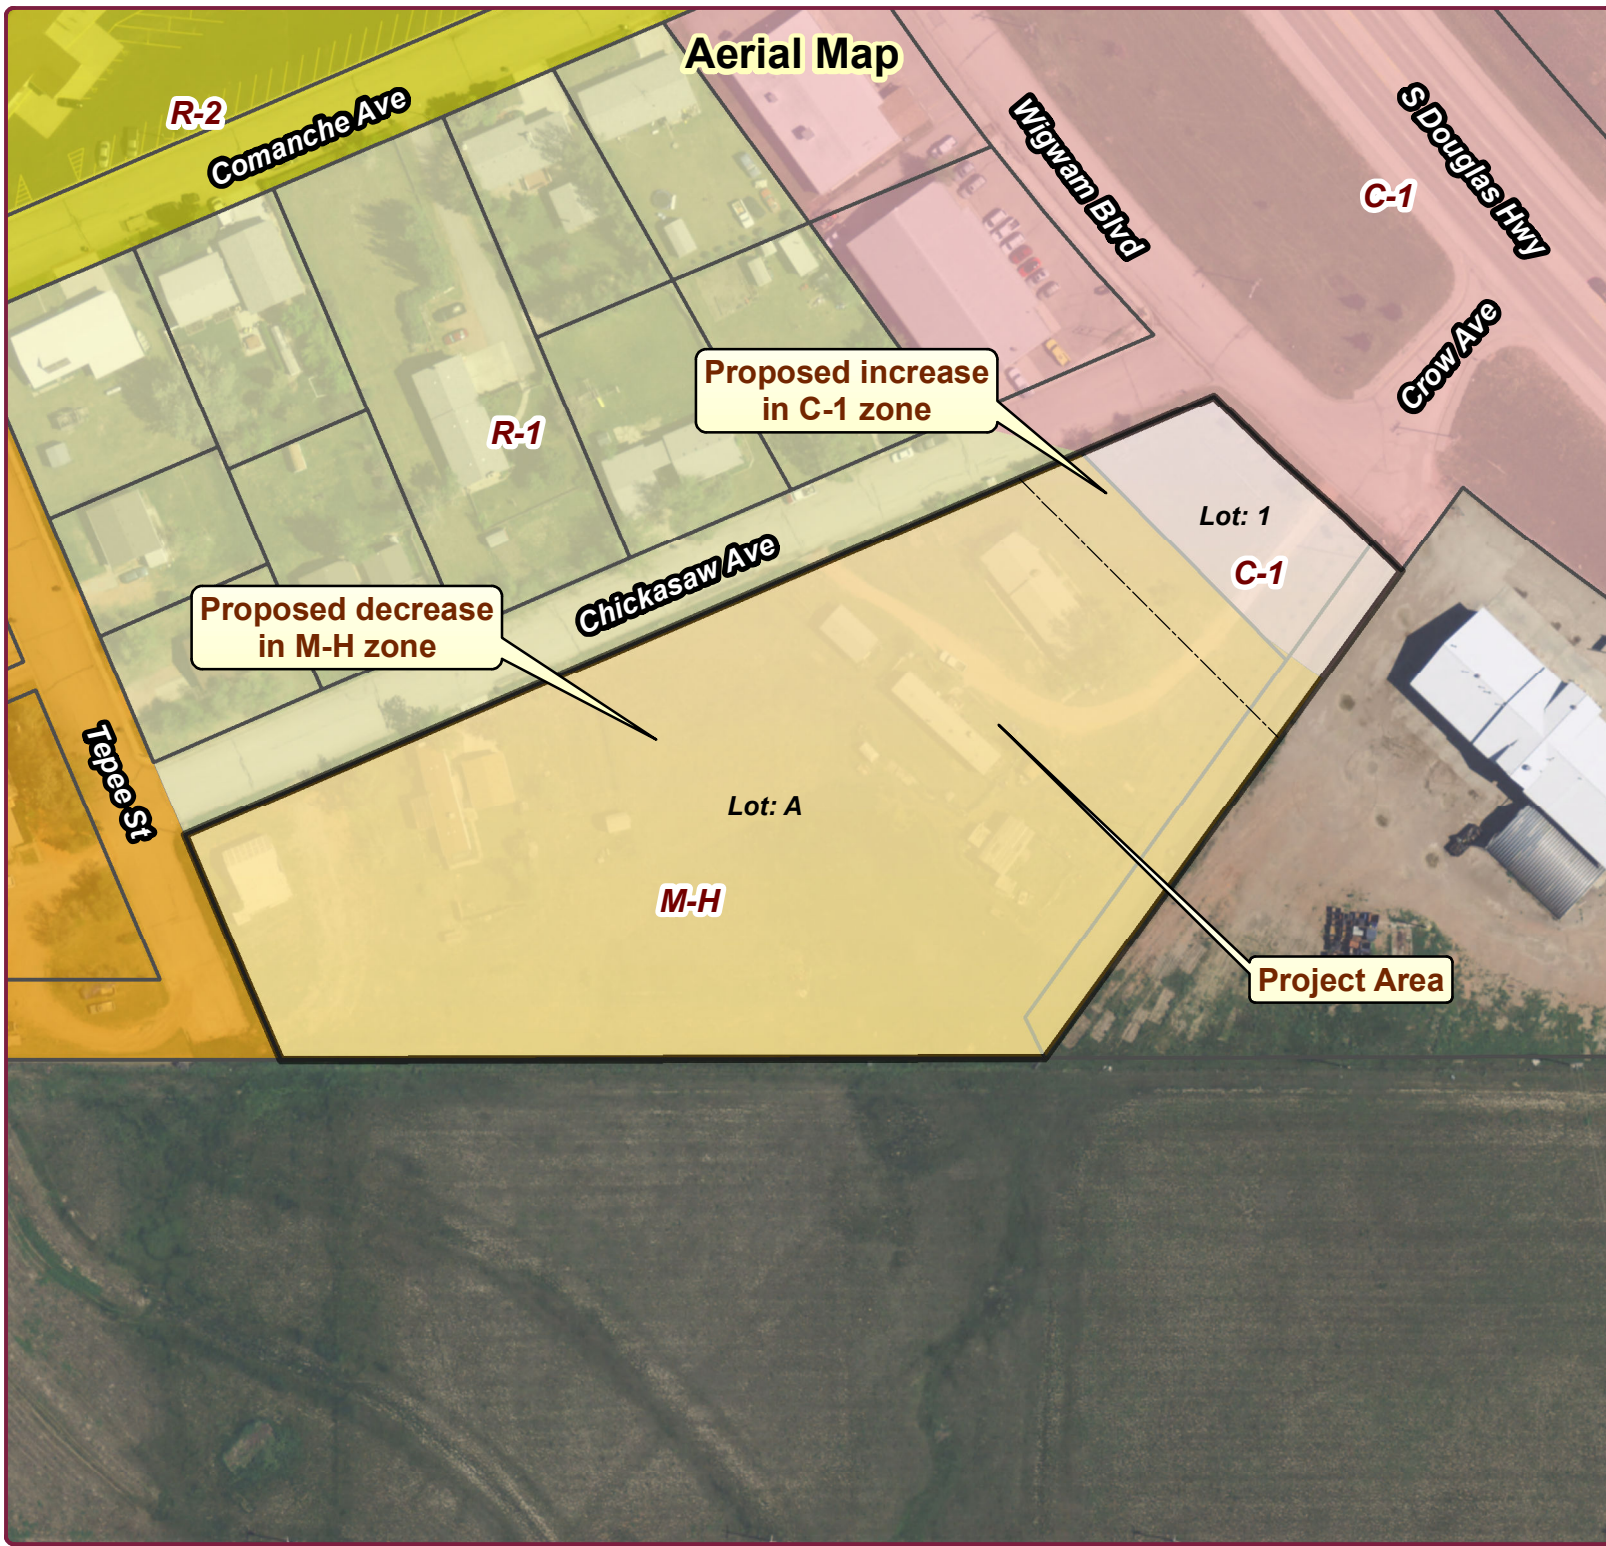 Aerial Map
R-2
Comanche Ave
Wigwam Blvd
S Douglas Hwy
C-1
Crow Ave
Proposed increase
in C-1 zone
R-1
Lot: 1
C-1
Chickasaw Ave
Proposed decrease
in M-H zone
Tepee St
Lot: A
M-H
Project Area